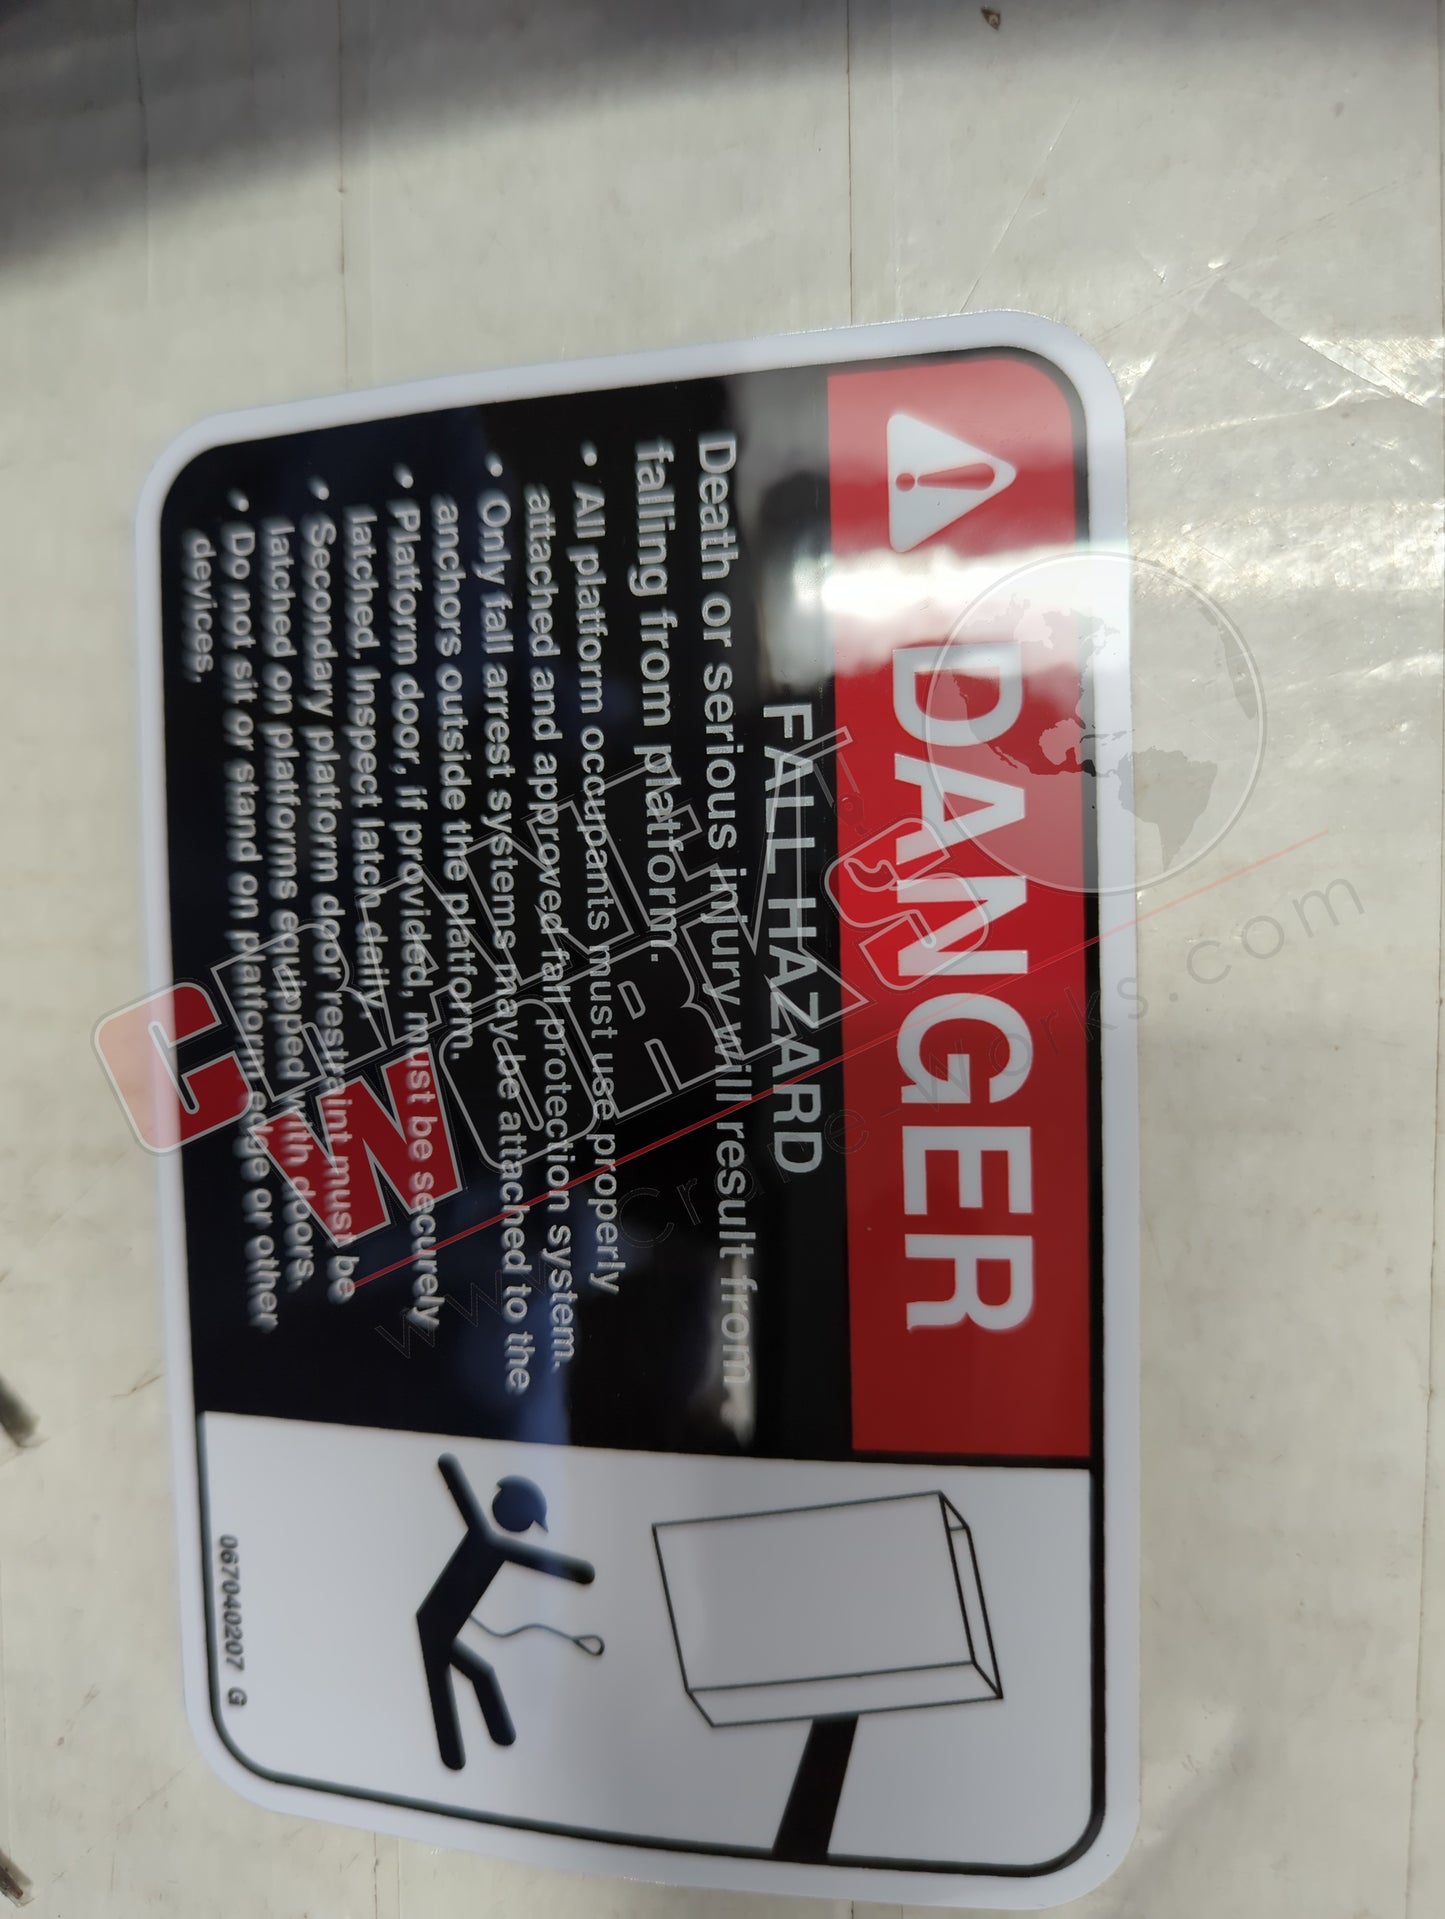 DANGER
FALL HAZARD
Death or serious injury will result from
falling from platform.
• All platform occupants must use properly
attached and approved fall protection system.
• Only fall arrest systems may be attached to the
anchors outside the platform.
• Platform door, if provided, must be securely
latched. Inspect latch daily.
• Secondary platform door restraint must be
latched on platforms equipped with doors.
• Do not sit or stand on platform edge or other
devices.
067040207 G
CRANE
WORKS
www.crane-works.com